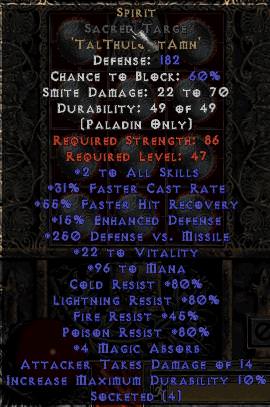 Spirit
Sacred Targe
'TalThulOrtAmn'
Defense: 182
Chance to Block: 60%
Smite Damage: 22 to 70
Durability: 49 of 49
(Paladin Only)
Required Strength: 86
Required Level: 47
+2 to All Skills
+31% Faster Cast Rate
+55% Faster Hit Recovery
+15% Enhanced Defense
+250 Defense vs. Missile
+22 to Vitality
+96 to Mana
Cold Resist +80%
Lightning Resist +80%
Fire Resist +45%
Poison Resist +80%
+4 Magic Absorb
Attacker Takes Damage of 14
Increase Maximum Durability 10%
Socketed (4)